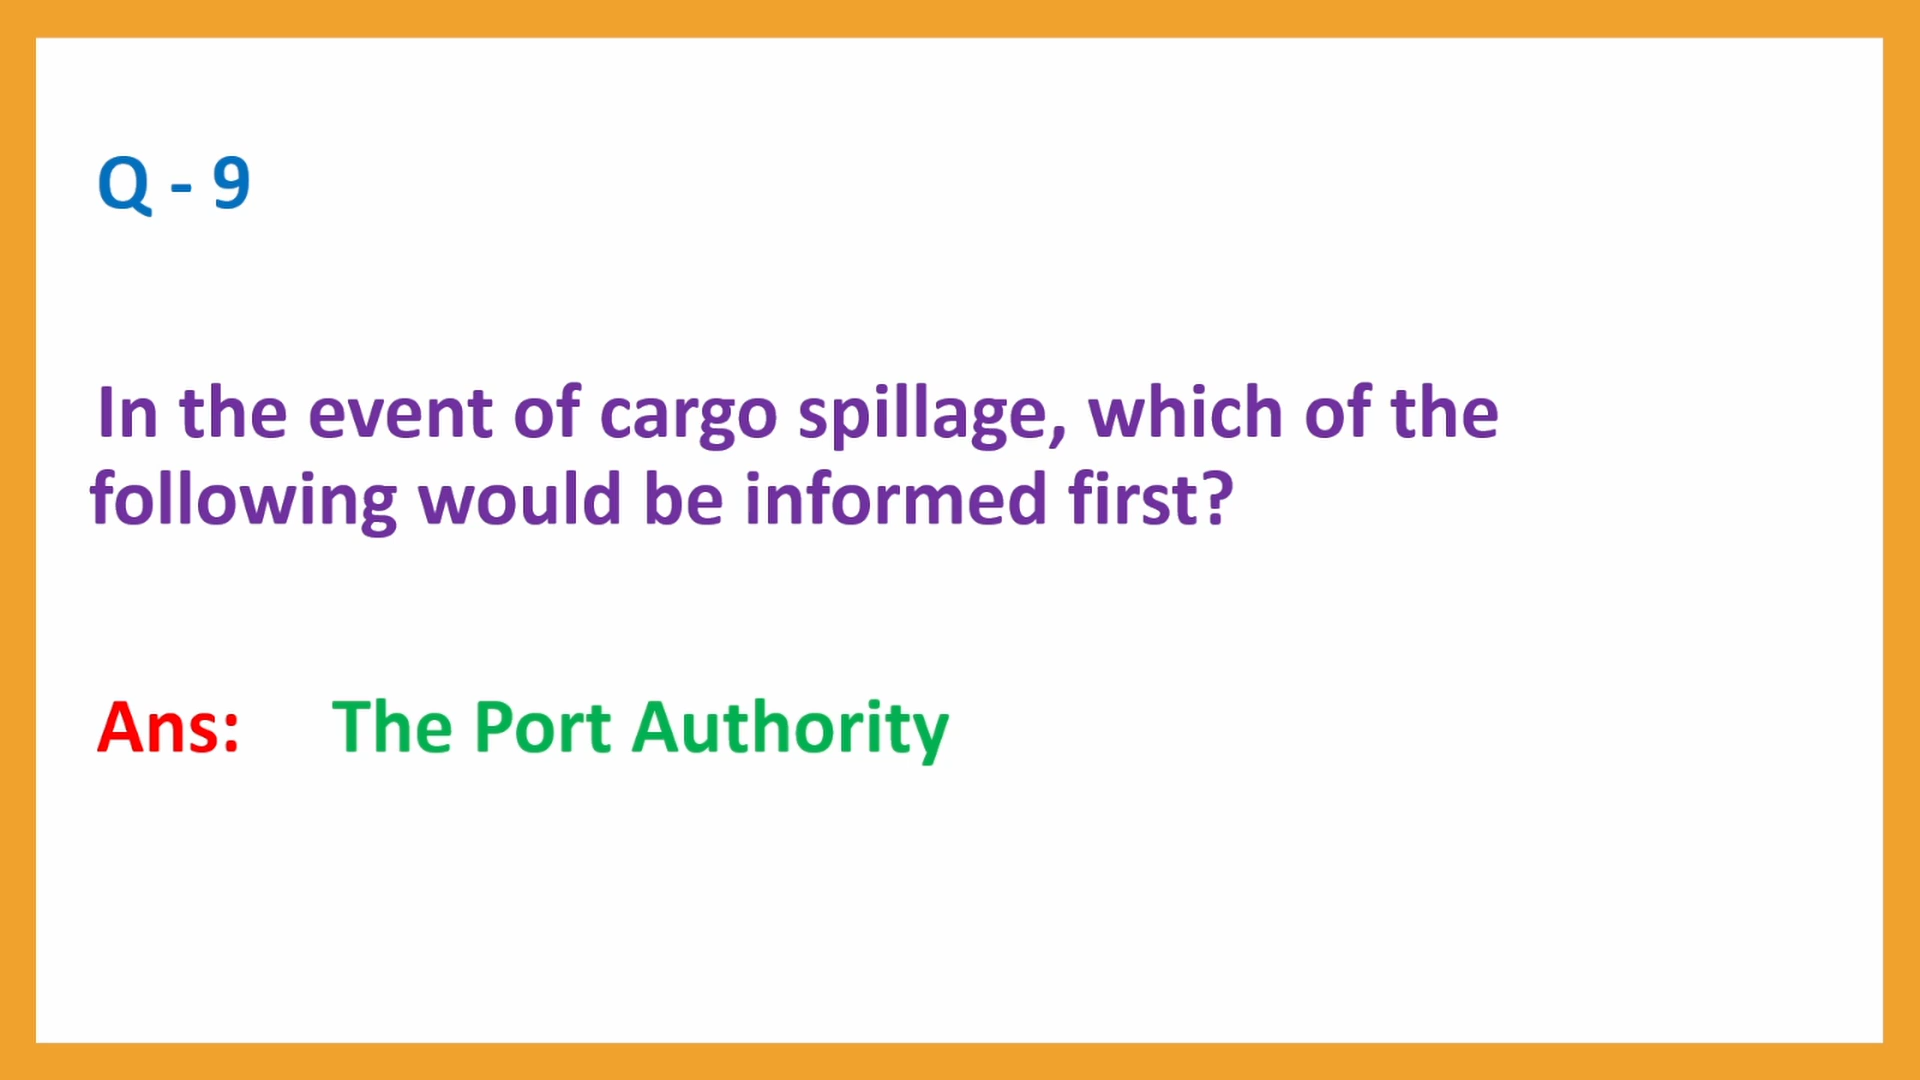 Q - 9
In the event of cargo spillage, which of the
following would be informed first?
Ans: The Port Authority